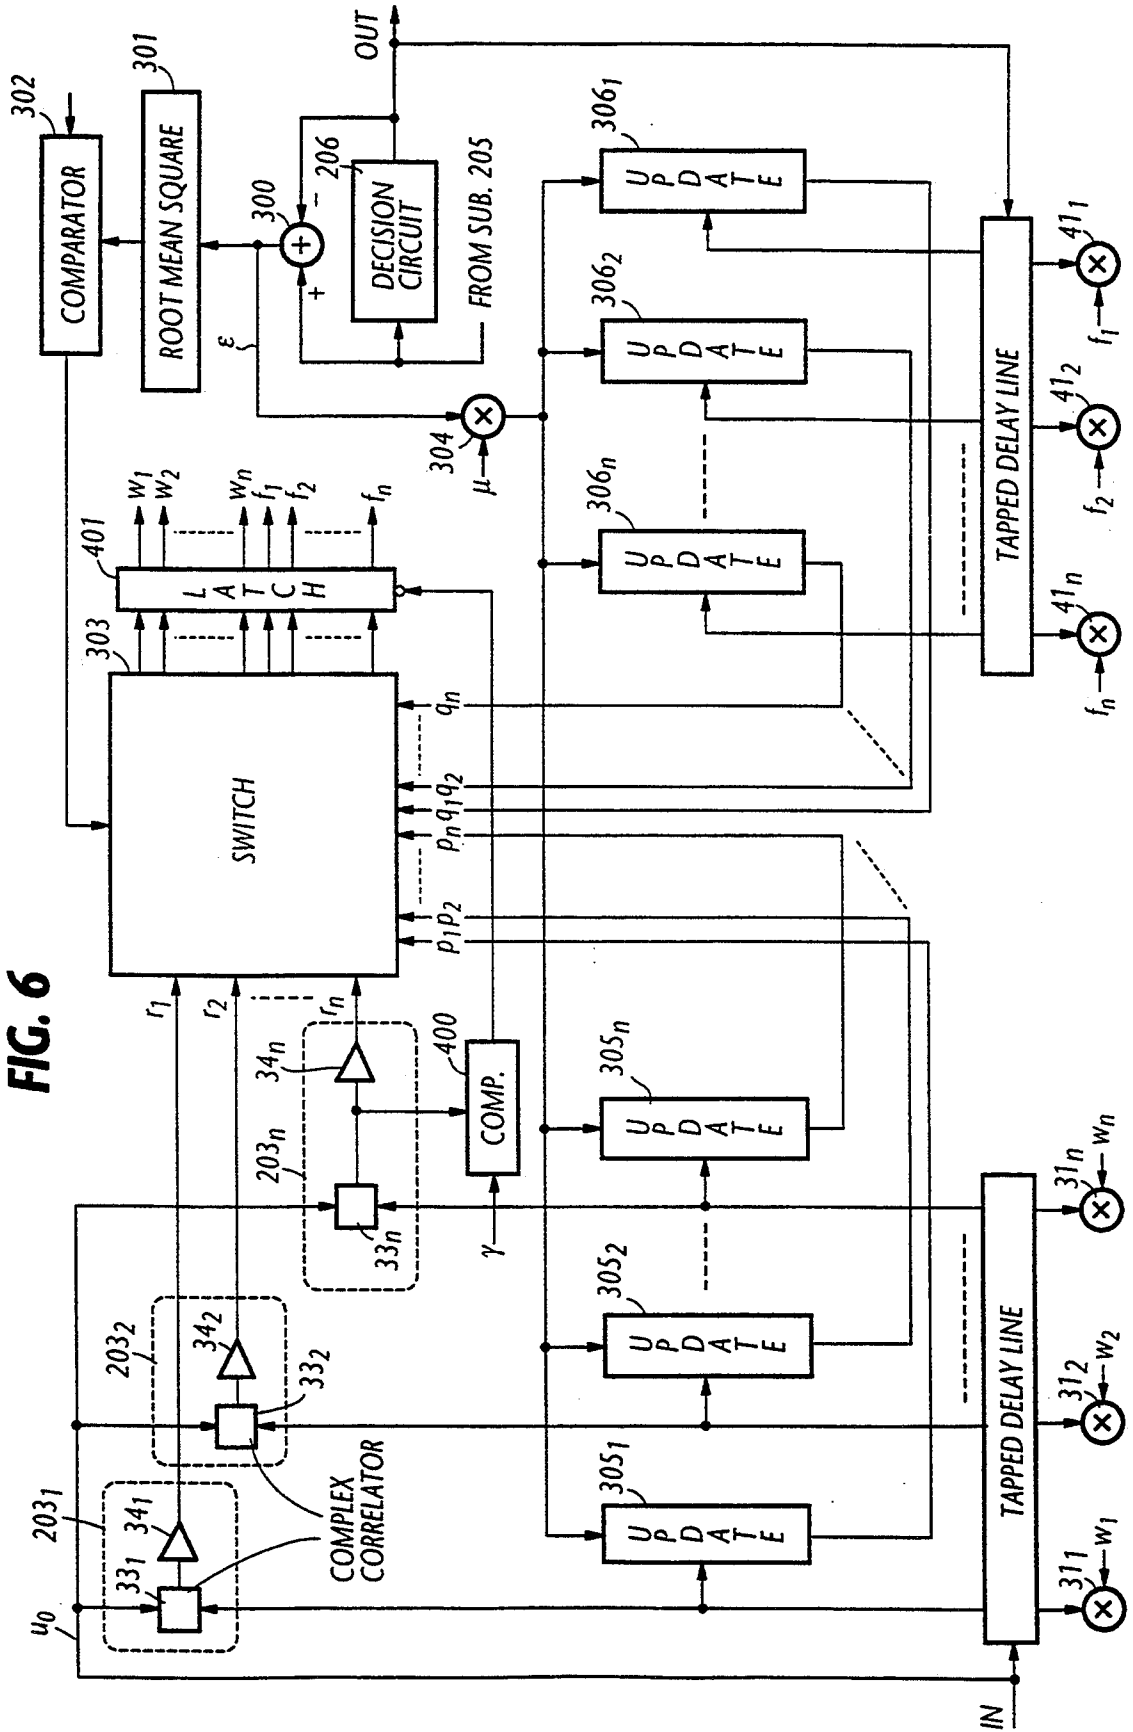 FIG. 6
302
COMPARATOR
301
ROOT MEAN SQUARE
OUT
300
+
−
+
ε
206
DECISION
CIRCUIT
FROM SUB. 205
304
×
μ
401
LATCH
w1
w2
wn
f1
f2
fn
303
SWITCH
r1
r2
rn
p1
p2
pn
q1
q2
qn
u0
2031
331
341
2032
332
342
203n
33n
34n
COMPLEX
CORRELATOR
400
COMP.
γ
3051
UPDATE
3052
UPDATE
305n
UPDATE
306n
UPDATE
3062
UPDATE
3061
UPDATE
IN
TAPPED DELAY LINE
311
×
w1
312
×
w2
31n
×
wn
TAPPED DELAY LINE
41n
×
fn
412
×
f2
411
×
f1